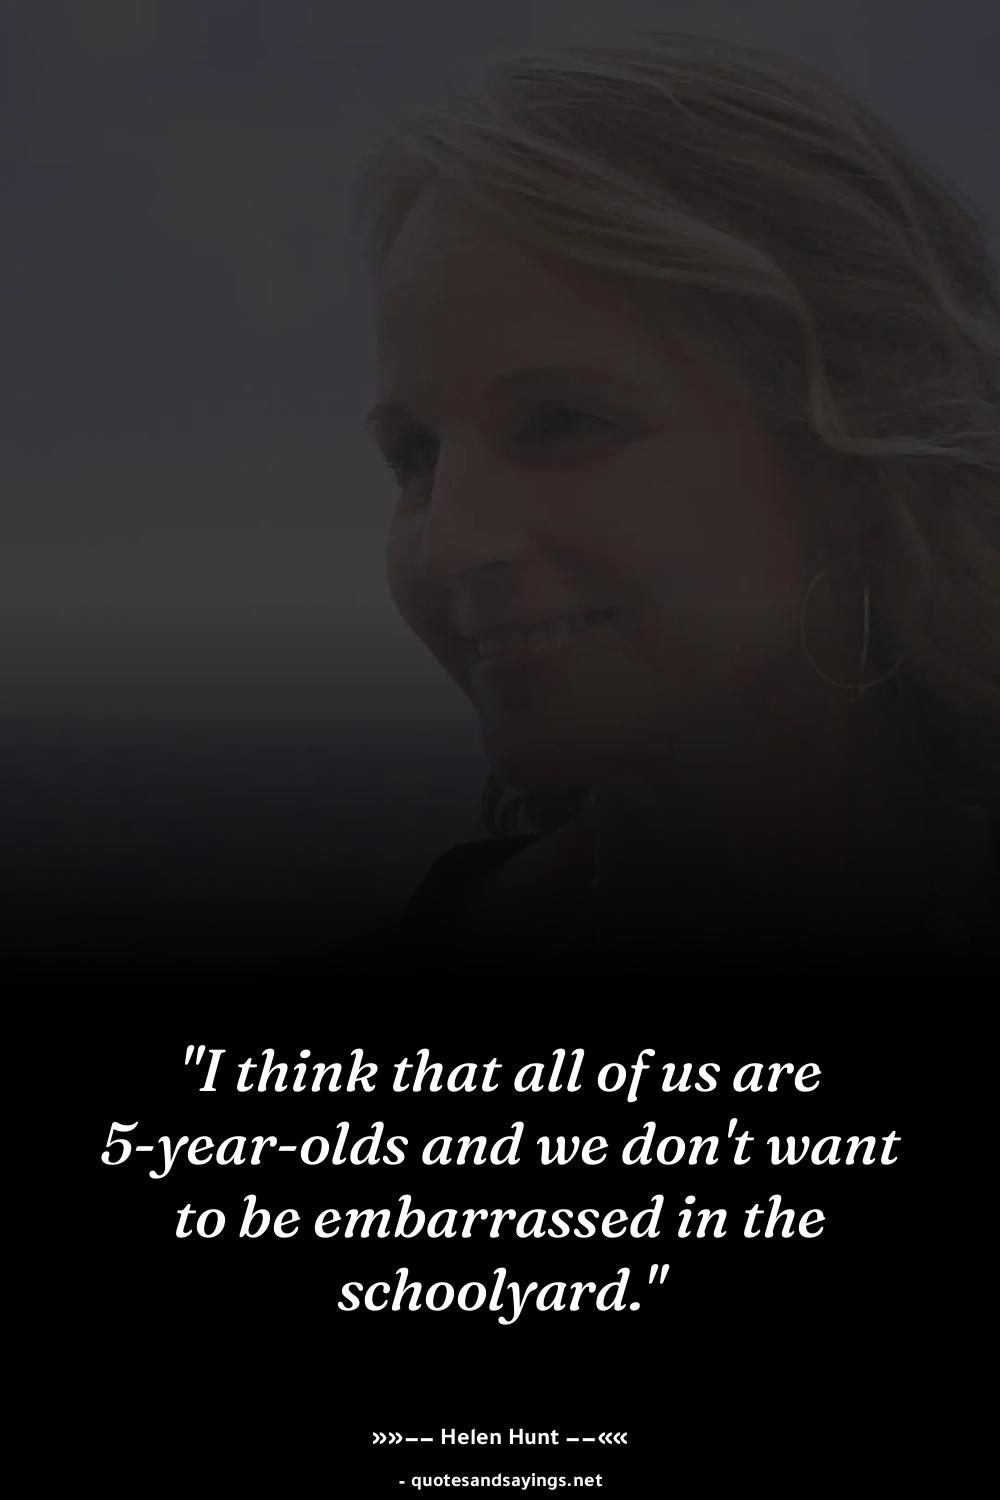 "I think that all of us are
5-year-olds and we don't want
to be embarrassed in the
schoolyard."
»»−− Helen Hunt −−««
- quotesandsayings.net